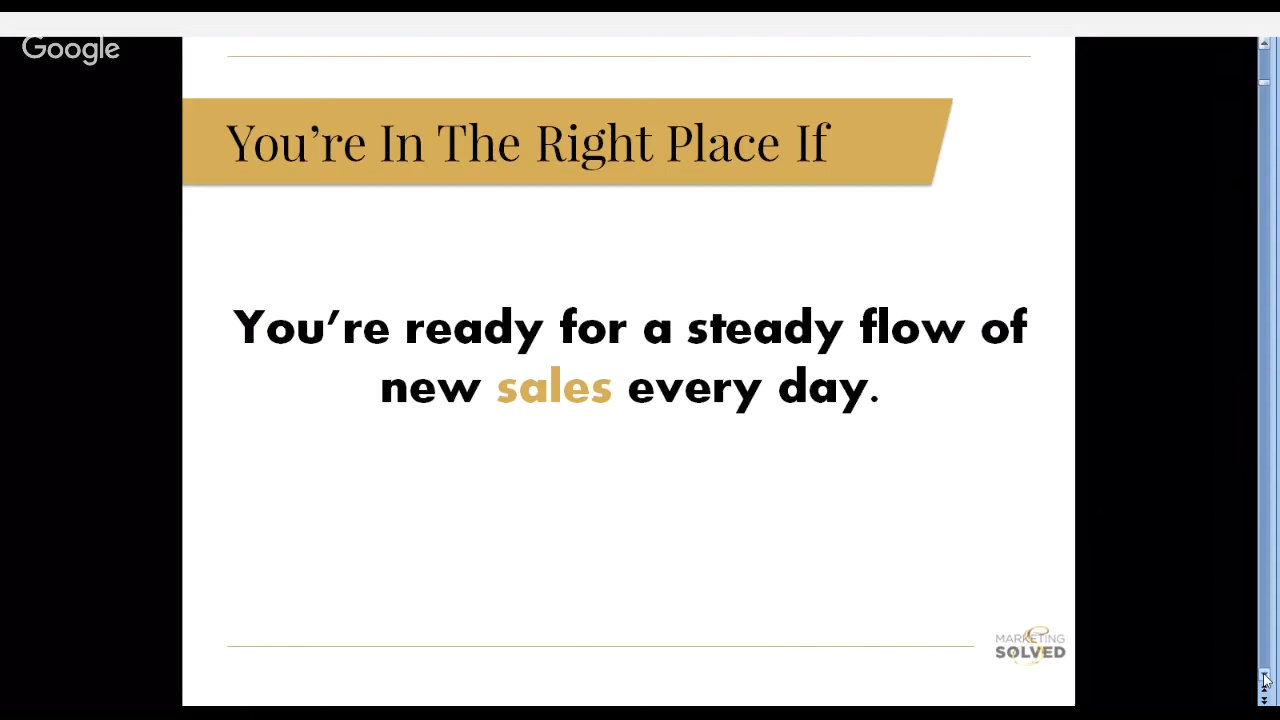 Google
You're In The Right Place If
You’re ready for a steady flow of
new sales every day.
MARKETING
SOLVED